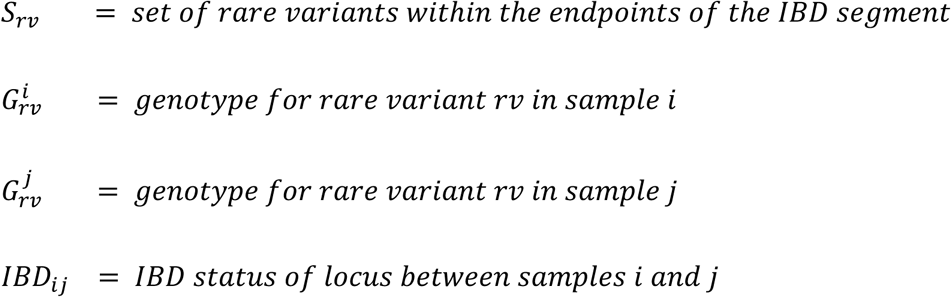 S_{rv} = set of rare variants within the endpoints of the IBD segment
G_{rv}^{i} = genotype for rare variant rv in sample i
G_{rv}^{j} = genotype for rare variant rv in sample j
IBD_{ij} = IBD status of locus between samples i and j